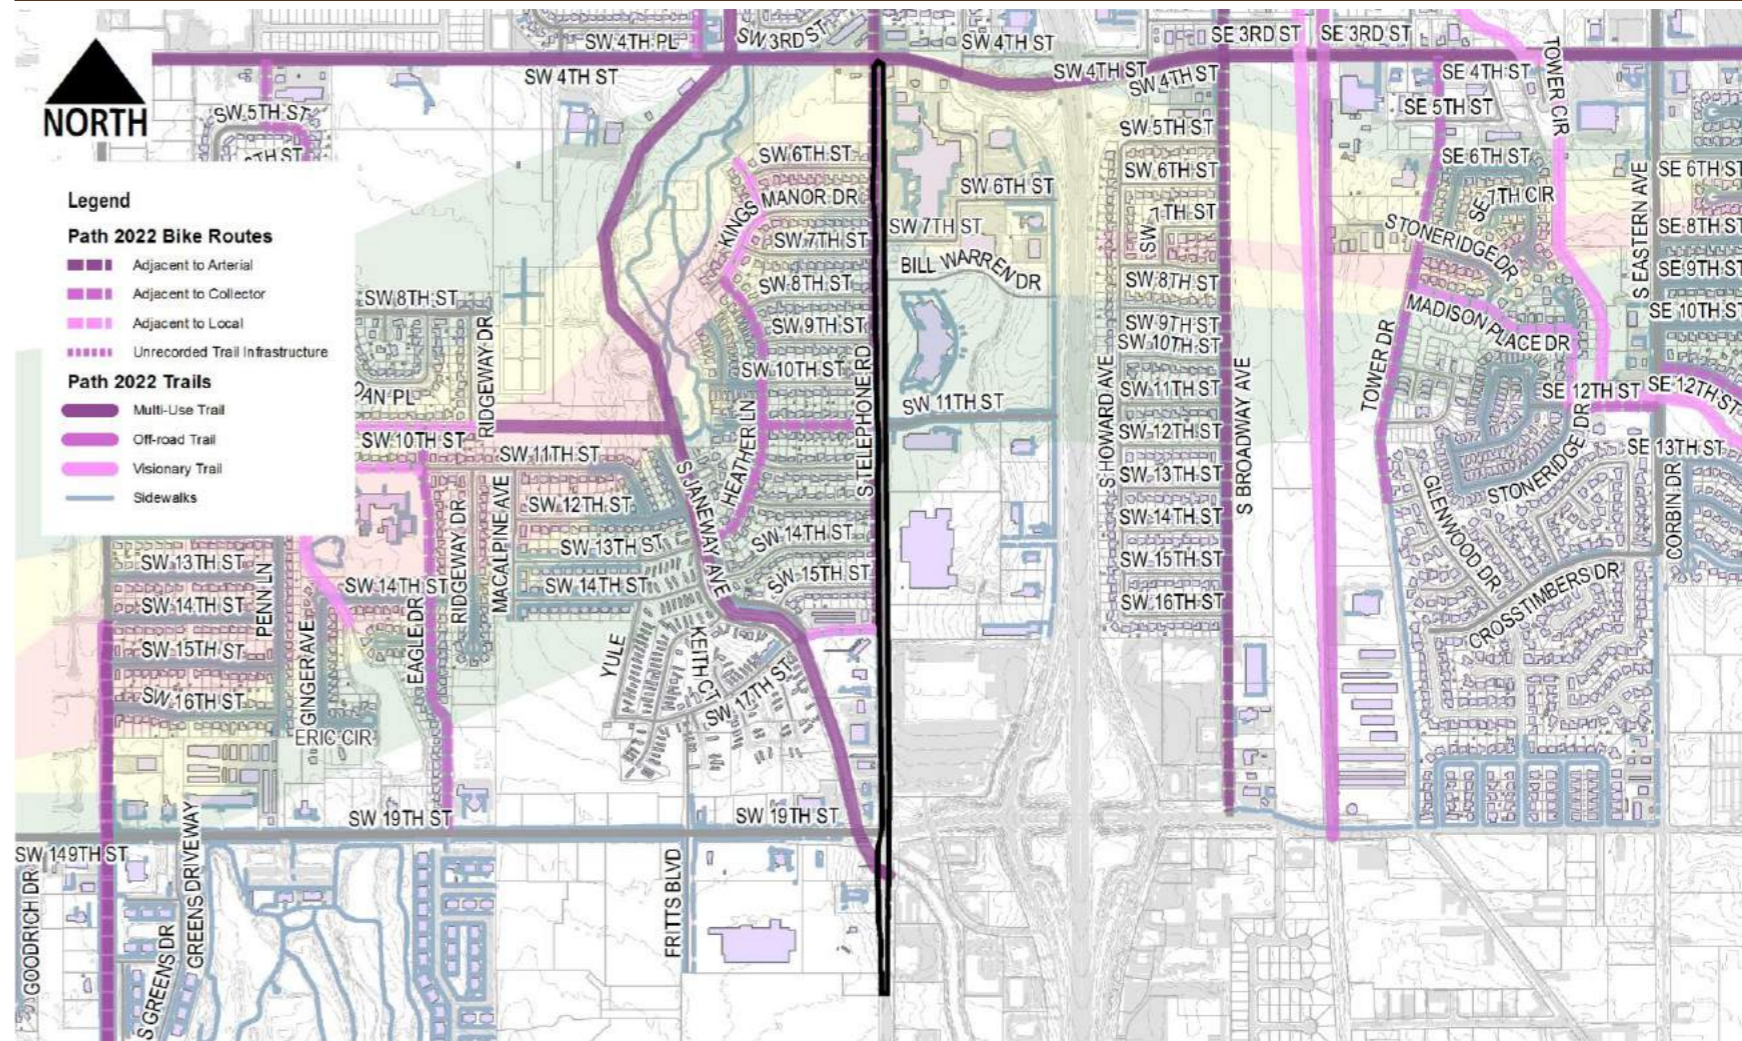 SW 4TH PL
SW 3RD ST
SW 4TH ST
SE 3RD ST
SE 3RD ST
TOWER CIR
NORTH
SW 4TH ST
SW 4TH ST
SW 4TH ST
SE 4TH ST
SW 5TH ST
SE 5TH ST
SW 5TH ST
SW 6TH ST
SE 6TH ST
SW 6TH ST
SE 6TH ST
SW 6TH ST
MANOR DR
KINGS
SE 7TH CIR
S EASTERN AVE
Legend
Path 2022 Bike Routes
Adjacent to Arterial
Adjacent to Collector
Adjacent to Local
Unrecorded Trail Infrastructure
Path 2022 Trails
Multi-Use Trail
Off-road Trail
Visionary Trail
Sidewalks
SW 7TH ST
SW 7TH ST
SW 7TH ST
STONERIDGE DR
SE 8TH ST
BILL WARREN DR
SW 8TH ST
SW 8TH ST
SE 9TH ST
SW 8TH ST
MADISON PLACE DR
SE 10TH ST
RIDGEWAY DR
SW 9TH ST
SW 9TH ST
SW 10TH ST
SW 10TH ST
S TELEPHONE RD
S HOWARD AVE
S BROADWAY AVE
TOWER DR
SW 11TH ST
SW 11TH ST
SE 12TH ST
SE 12TH ST
HEATHER LN
SW 10TH ST
SW 12TH ST
SE 13TH ST
SW 11TH ST
SW 13TH ST
STONERIDGE DR
S JANEWAY AVE
MACALPINE AVE
RIDGEWAY DR
SW 12TH ST
SW 14TH ST
GLENWOOD DR
CORBIN DR
SW 13TH ST
SW 14TH ST
SW 15TH ST
SW 13TH ST
SW 14TH ST
SW 14TH ST
SW 15TH ST
SW 16TH ST
CROSSTIMBERS DR
PENN LN
SW 14TH ST
GINGER AVE
EAGLE DR
YULE
KEITH CT
SW 15TH ST
SW 16TH ST
SW 17TH ST
ERIC CIR
SW 19TH ST
SW 19TH ST
SW 149TH ST
GREENS DRIVEWAY
GOODRICH DR
S GREENS DR
FRITTS BLVD